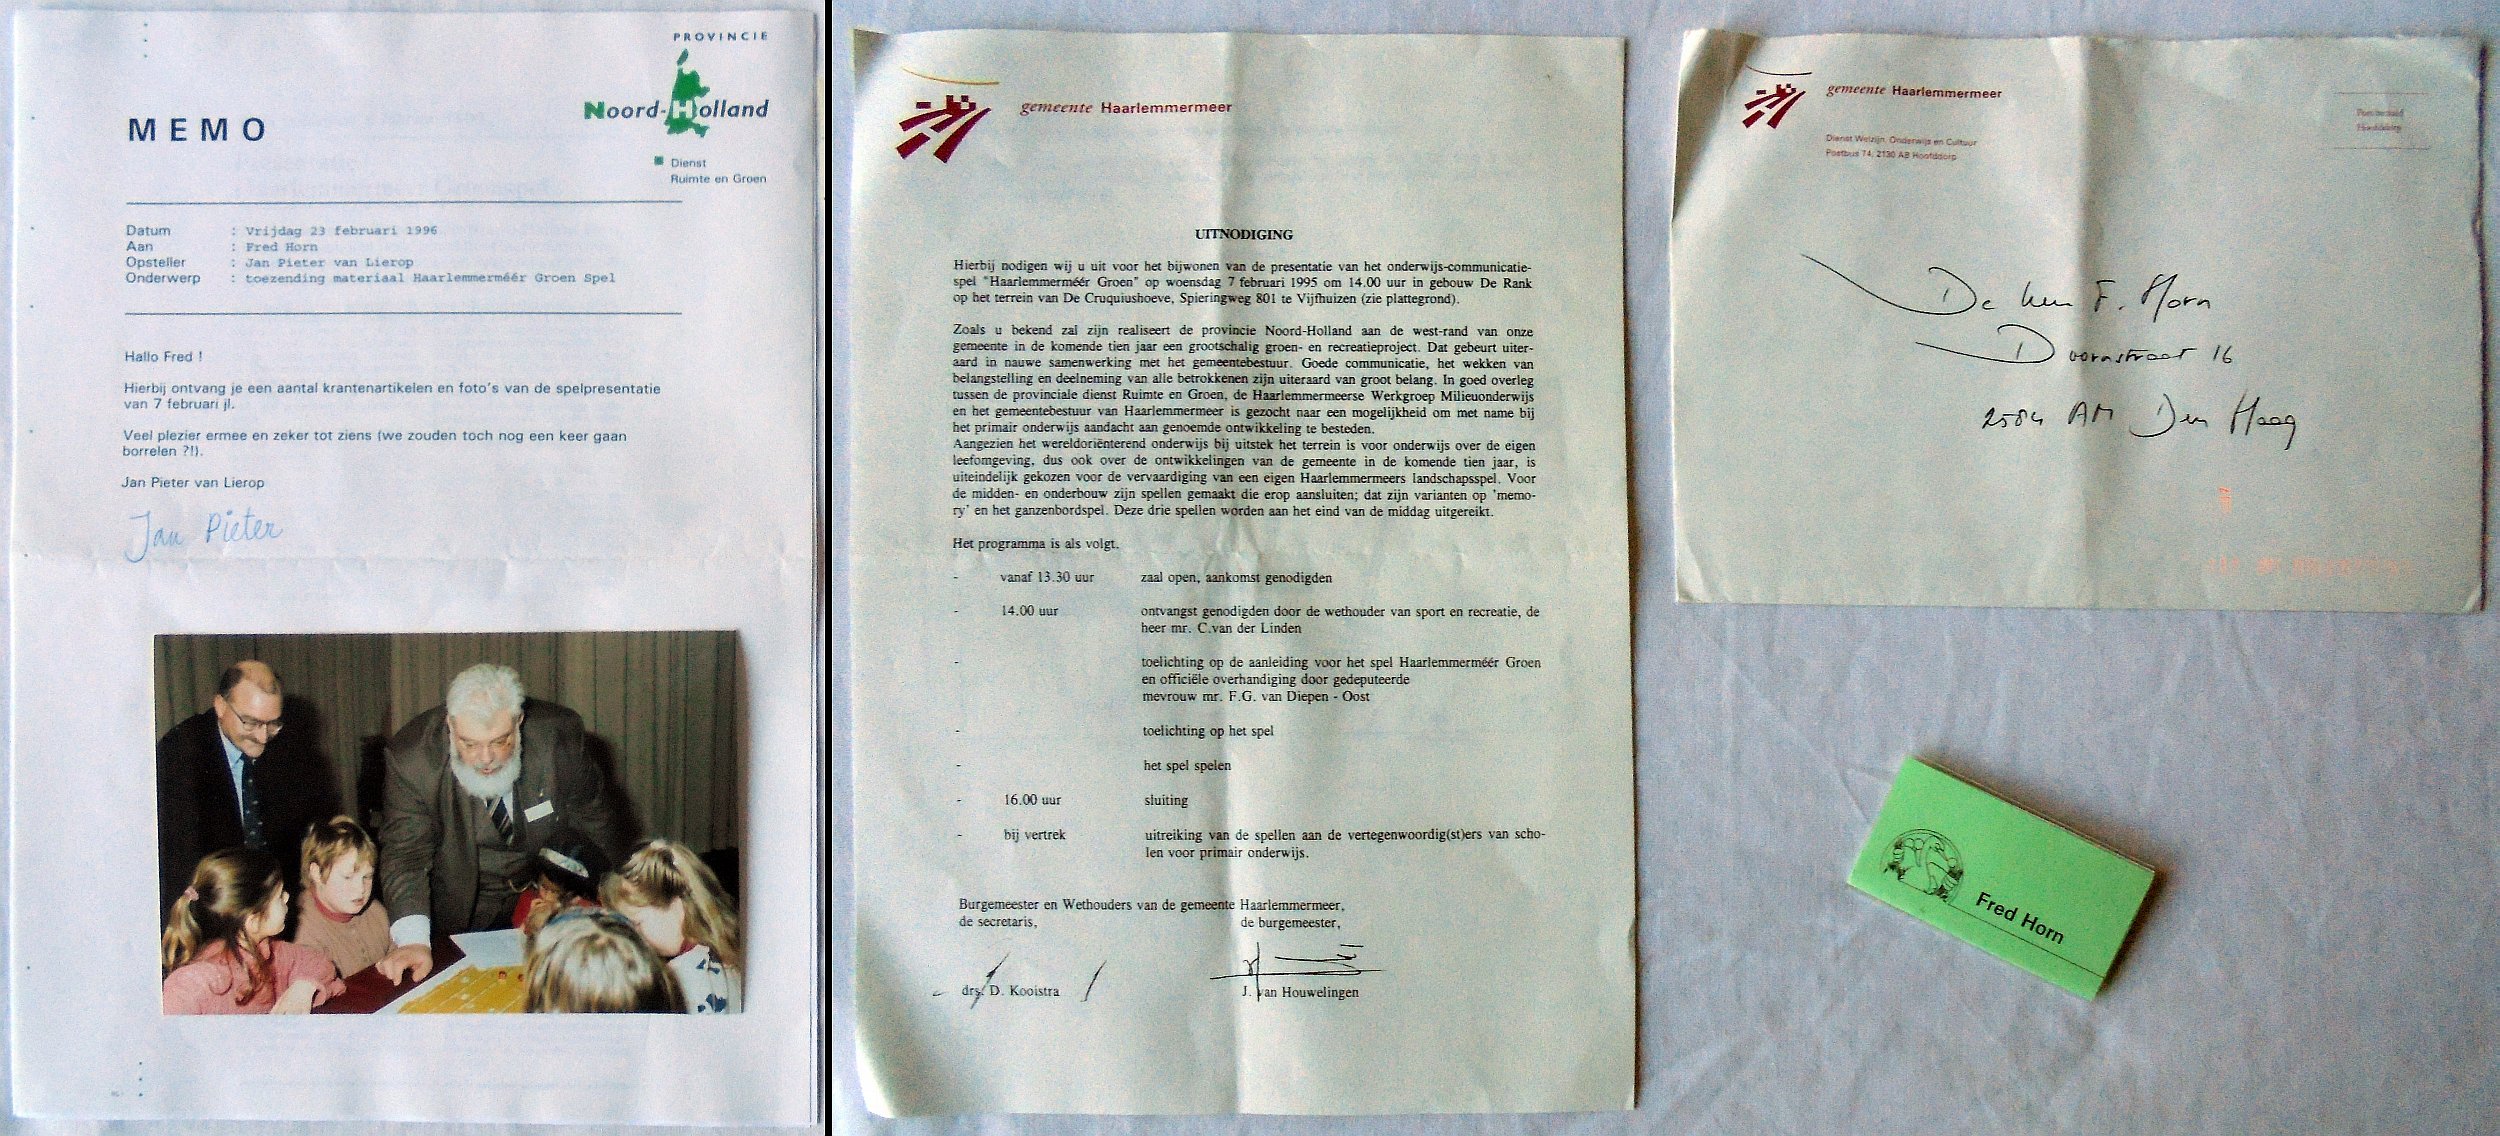 PROVINCIE
Noord-Holland
MEMO
Dienst
Ruimte en Groen
Datum : Vrijdag 23 februari 1996
Aan : Fred Horn
Opsteller : Jan Pieter van Lierop
Onderwerp : toezending materiaal Haarlemmerméér Groen Spel
Hallo Fred !
Hierbij ontvang je een aantal krantenartikelen en foto's van de spelpresentatie
van 7 februari jl.
Veel plezier ermee en zeker tot ziens (we zouden toch nog een keer gaan
borrelen ?!).
Jan Pieter van Lierop
Jan Pieter
gemeente Haarlemmermeer
UITNODIGING
Hierbij nodigen wij u uit voor het bijwonen van de presentatie van het onderwijs-communicatie-
spel "Haarlemmerméér Groen" op woensdag 7 februari 1995 om 14.00 uur in gebouw De Rank
op het terrein van De Cruquiushoeve, Spieringweg 801 te Vijfhuizen (zie plattegrond).
Zoals u bekend zal zijn realiseert de provincie Noord-Holland aan de west-rand van onze
gemeente in de komende tien jaar een grootschalig groen- en recreatieproject. Dat gebeurt uiter-
aard in nauwe samenwerking met het gemeentebestuur. Goede communicatie, het wekken van
belangstelling en deelneming van alle betrokkenen zijn uiteraard van groot belang. In goed overleg
tussen de provinciale dienst Ruimte en Groen, de Haarlemmermeerse Werkgroep Milieuonderwijs
en het gemeentebestuur van Haarlemmermeer is gezocht naar een mogelijkheid om met name bij
het primair onderwijs aandacht aan genoemde ontwikkeling te besteden.
Aangezien het wereldoriënterend onderwijs bij uitstek het terrein is voor onderwijs over de eigen
leefomgeving, dus ook over de ontwikkelingen van de gemeente in de komende tien jaar, is
uiteindelijk gekozen voor de vervaardiging van een eigen Haarlemmermeers landschapsspel. Voor
de midden- en onderbouw zijn spellen gemaakt die erop aansluiten; dat zijn varianten op 'memo-
ry' en het ganzenbordspel. Deze drie spellen worden aan het eind van de middag uitgereikt.
Het programma is als volgt.
- vanaf 13.30 uur zaal open, aankomst genodigden
- 14.00 uur ontvangst genodigden door de wethouder van sport en recreatie, de
heer mr. C.van der Linden
- toelichting op de aanleiding voor het spel Haarlemmerméér Groen
en officiële overhandiging door gedeputeerde
mevrouw mr. F.G. van Diepen - Oost
- toelichting op het spel
- het spel spelen
- 16.00 uur sluiting
- bij vertrek uitreiking van de spellen aan de vertegenwoordig(st)ers van scho-
len voor primair onderwijs.
Burgemeester en Wethouders van de gemeente Haarlemmermeer,
de secretaris, de burgemeester,
drs. D. Kooistra J. van Houwelingen
gemeente Haarlemmermeer
Dienst Welzijn, Onderwijs en Cultuur
Postbus 74, 2130 AB Hoofddorp
Port betaald
Hoofddorp
De heer F. Horn
Doornstraat 16
2584 AM Den Haag
Fred Horn